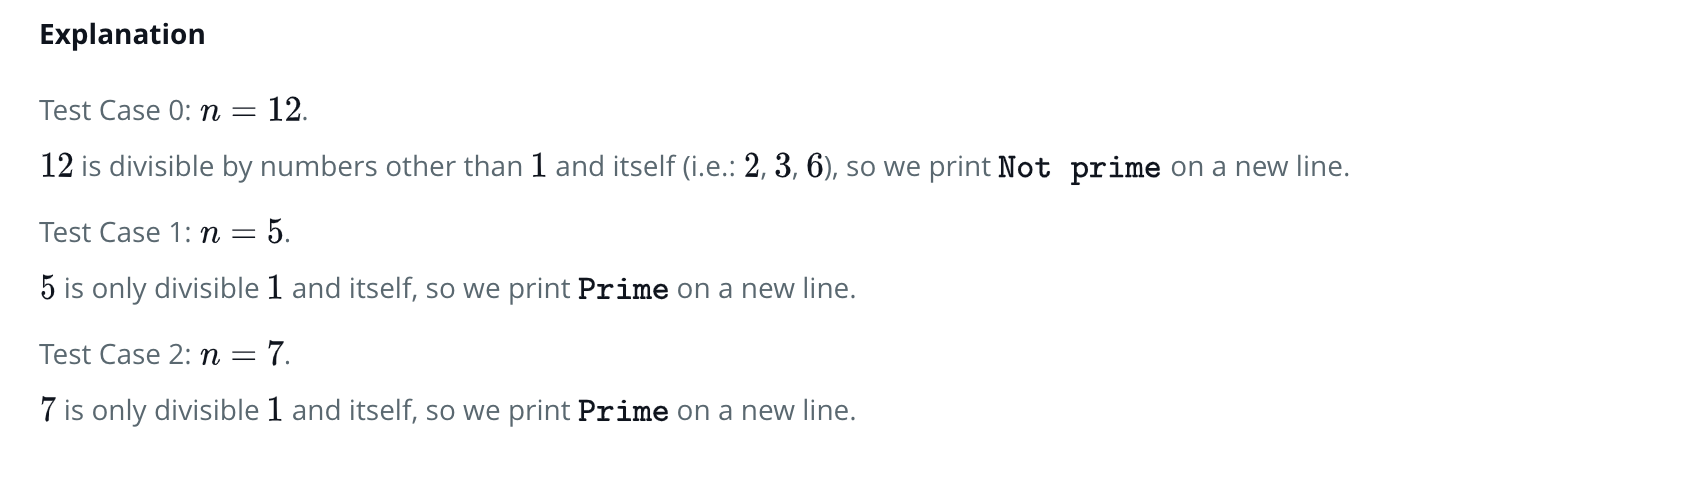 Explanation
Test Case 0: n = 12.
12 is divisible by numbers other than 1 and itself (i.e.: 2, 3, 6), so we print Not prime on a new line.
Test Case 1: n = 5.
5 is only divisible 1 and itself, so we print Prime on a new line.
Test Case 2: n = 7.
7 is only divisible 1 and itself, so we print Prime on a new line.